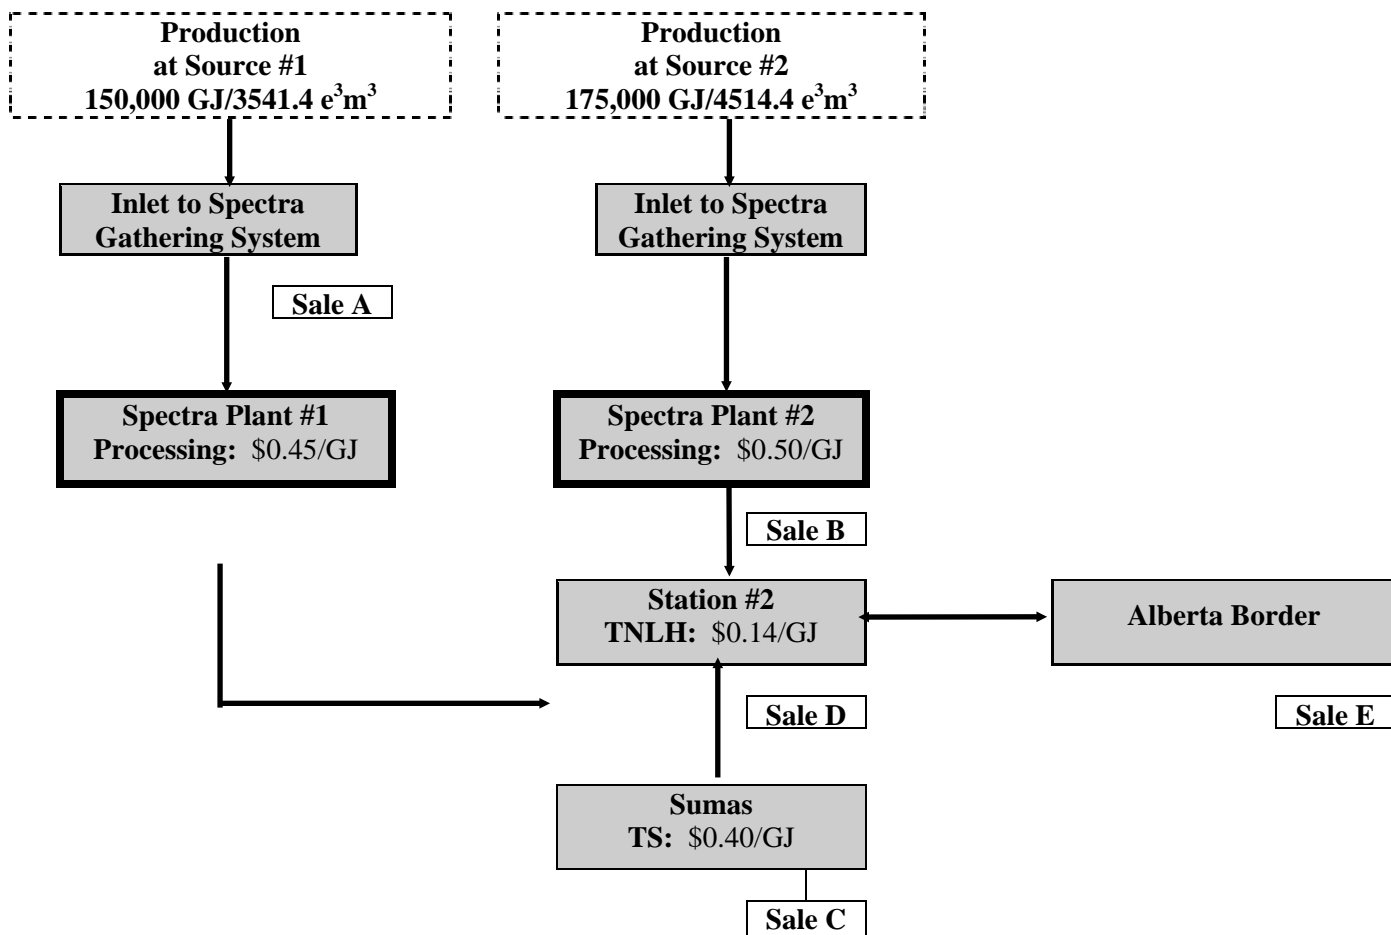 Production
at Source #1
150,000 GJ/3541.4 e³m³
Production
at Source #2
175,000 GJ/4514.4 e³m³
Inlet to Spectra
Gathering System
Inlet to Spectra
Gathering System
Sale A
Spectra Plant #1
Processing: $0.45/GJ
Spectra Plant #2
Processing: $0.50/GJ
Sale B
Station #2
TNLH: $0.14/GJ
Alberta Border
Sale D
Sale E
Sumas
TS: $0.40/GJ
Sale C